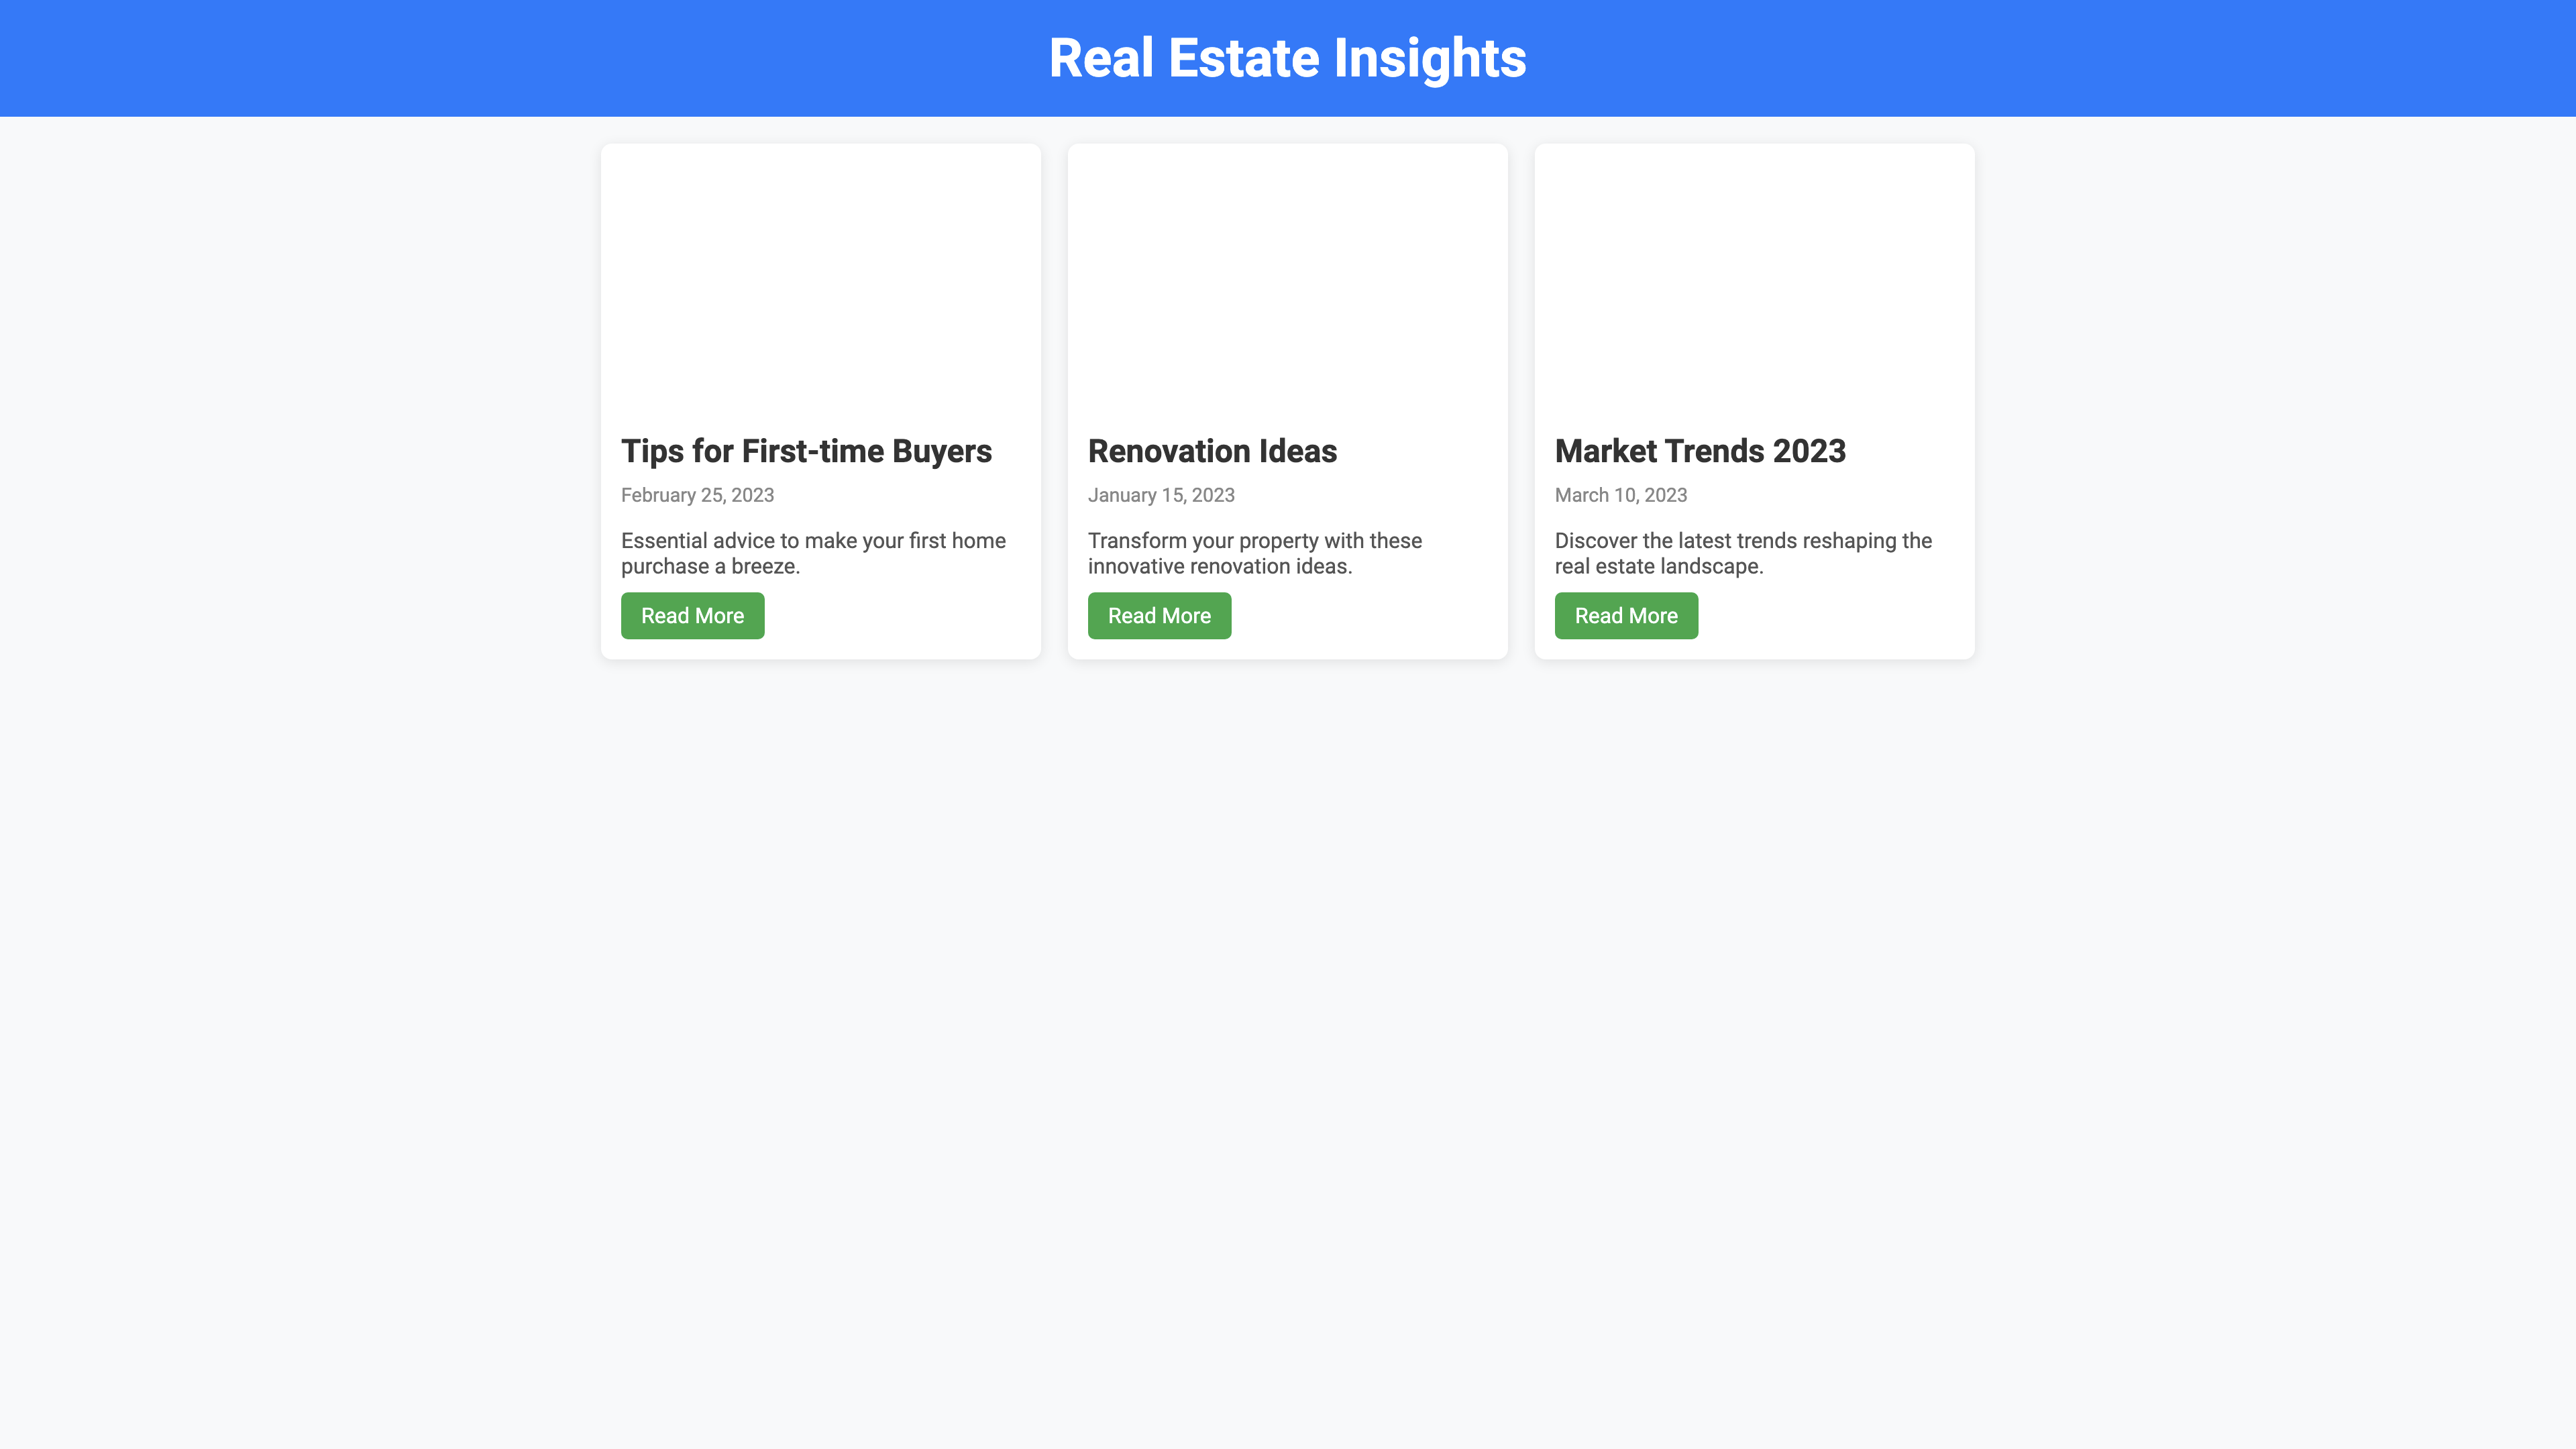 Real Estate Insights
Tips for First-time Buyers
February 25, 2023
Essential advice to make your first home
purchase a breeze.
Read More
Renovation Ideas
January 15, 2023
Transform your property with these
innovative renovation ideas.
Read More
Market Trends 2023
March 10, 2023
Discover the latest trends reshaping the
real estate landscape.
Read More